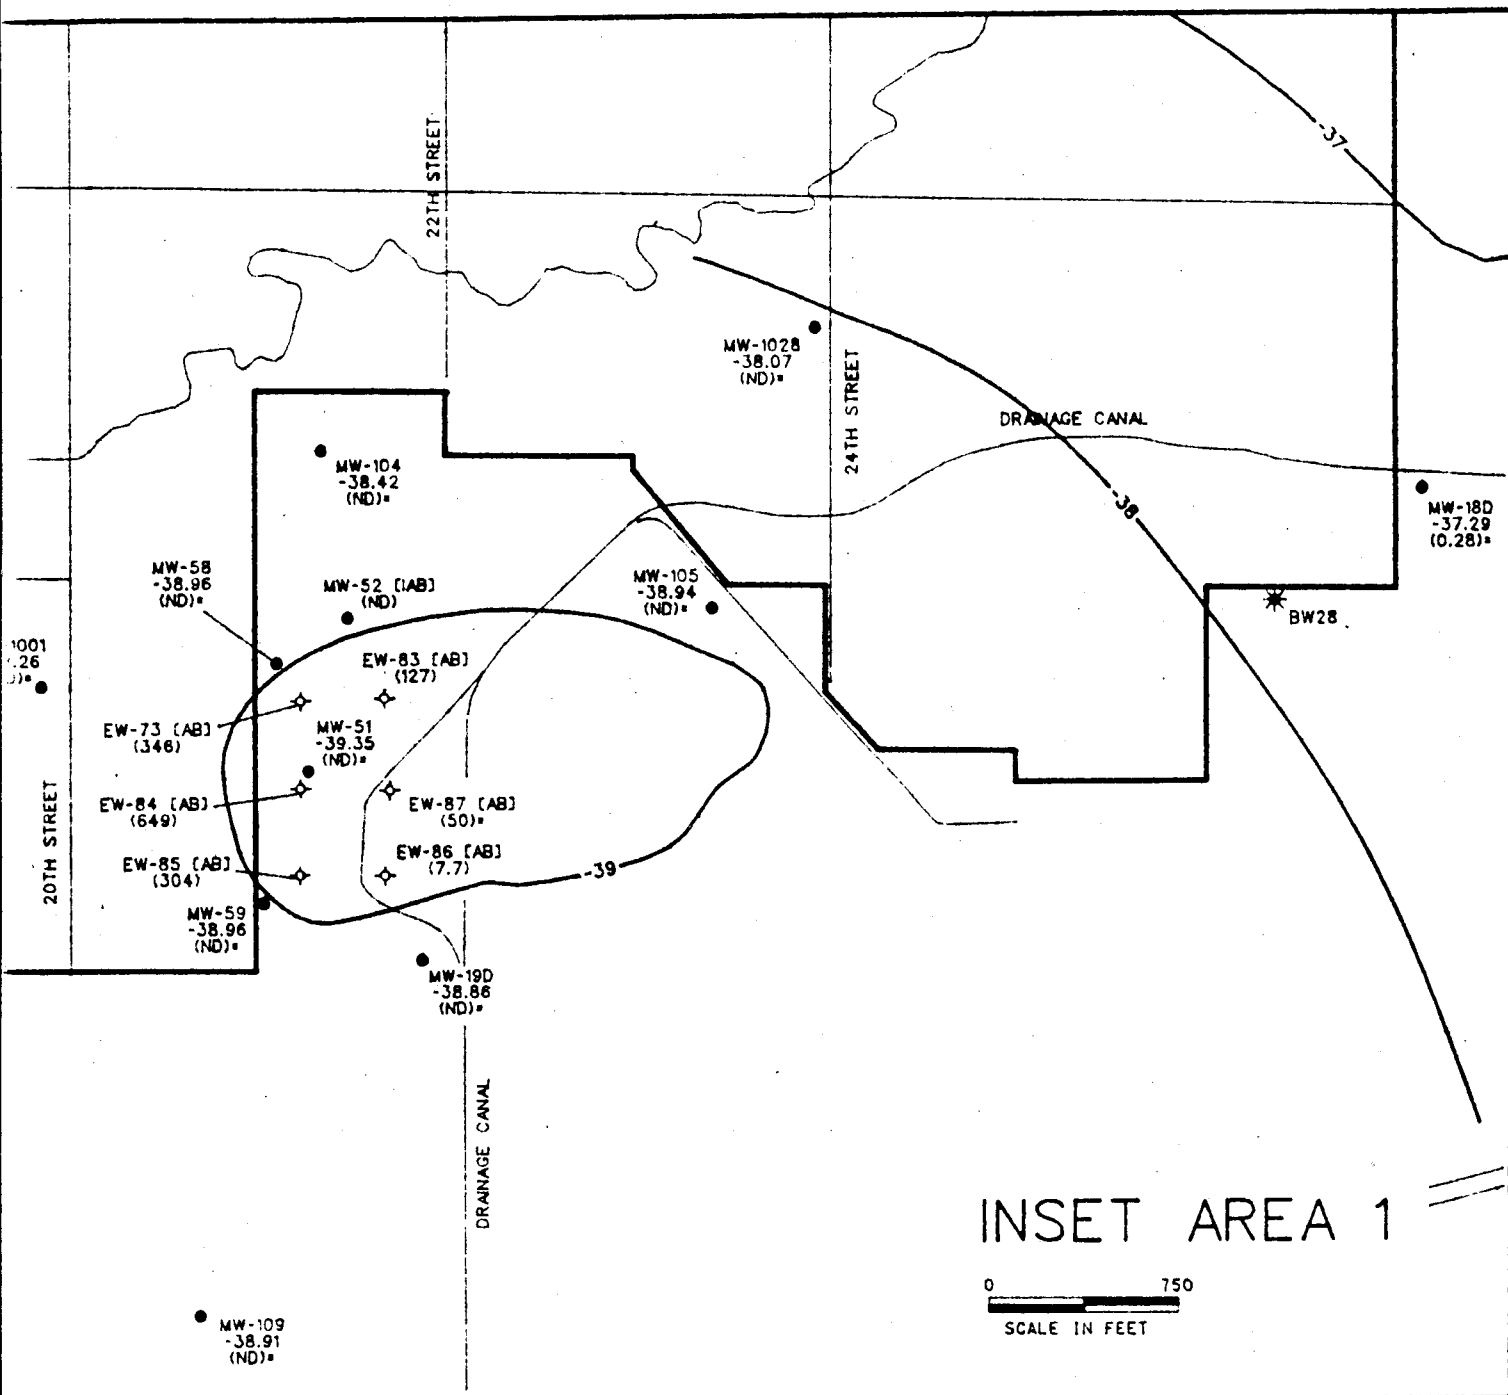 -37
22TH STREET
MW-102B
-38.07
(ND)*
24TH STREET
DRAINAGE CANAL
MW-104
-38.42
(ND)*
-38
MW-18D
-37.29
(0.28)*
MW-58
-38.96
(ND)*
MW-52 [IAB]
(ND)
MW-105
-38.94
(ND)*
BW28
1001
.26
)*
EW-83 [AB]
(127)
EW-73 [AB]
(346)
MW-51
-39.35
(ND)*
EW-84 [AB]
(649)
EW-87 [AB]
(50)*
20TH STREET
EW-85 [AB]
(304)
EW-86 [AB]
(7.7)
-39
MW-59
-38.96
(ND)*
MW-19D
-38.86
(ND)*
DRAINAGE CANAL
INSET AREA 1
0 750
SCALE IN FEET
MW-109
-38.91
(ND)*